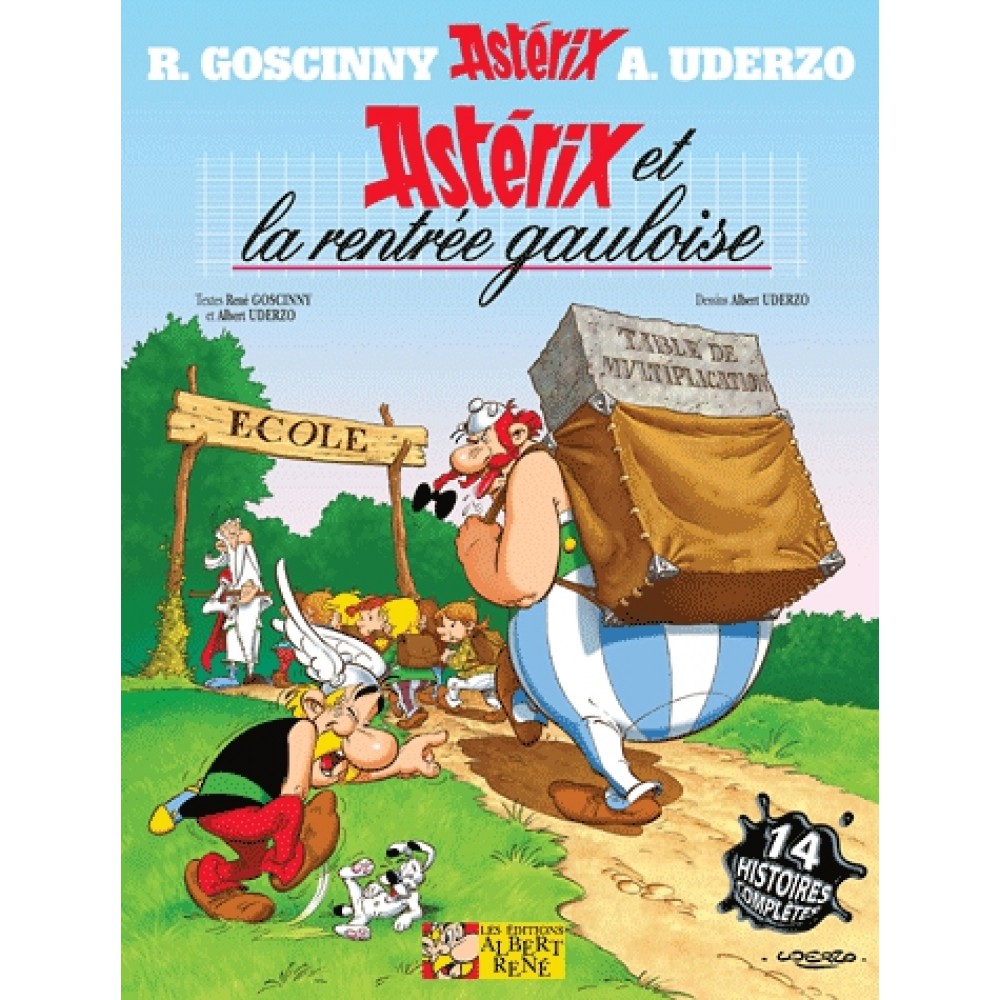 R. GOSCINNY Astérix A. UDERZO
Astérix et
la rentrée gauloise
Textes René GOSCINNY
et Albert UDERZO
Dessins Albert UDERZO
TABLE DE
MULTIPLICATION
ECOLE
14
HISTOIRES
COMPLÈTES
LES ÉDITIONS
ALBERT
RENÉ
UDERZO